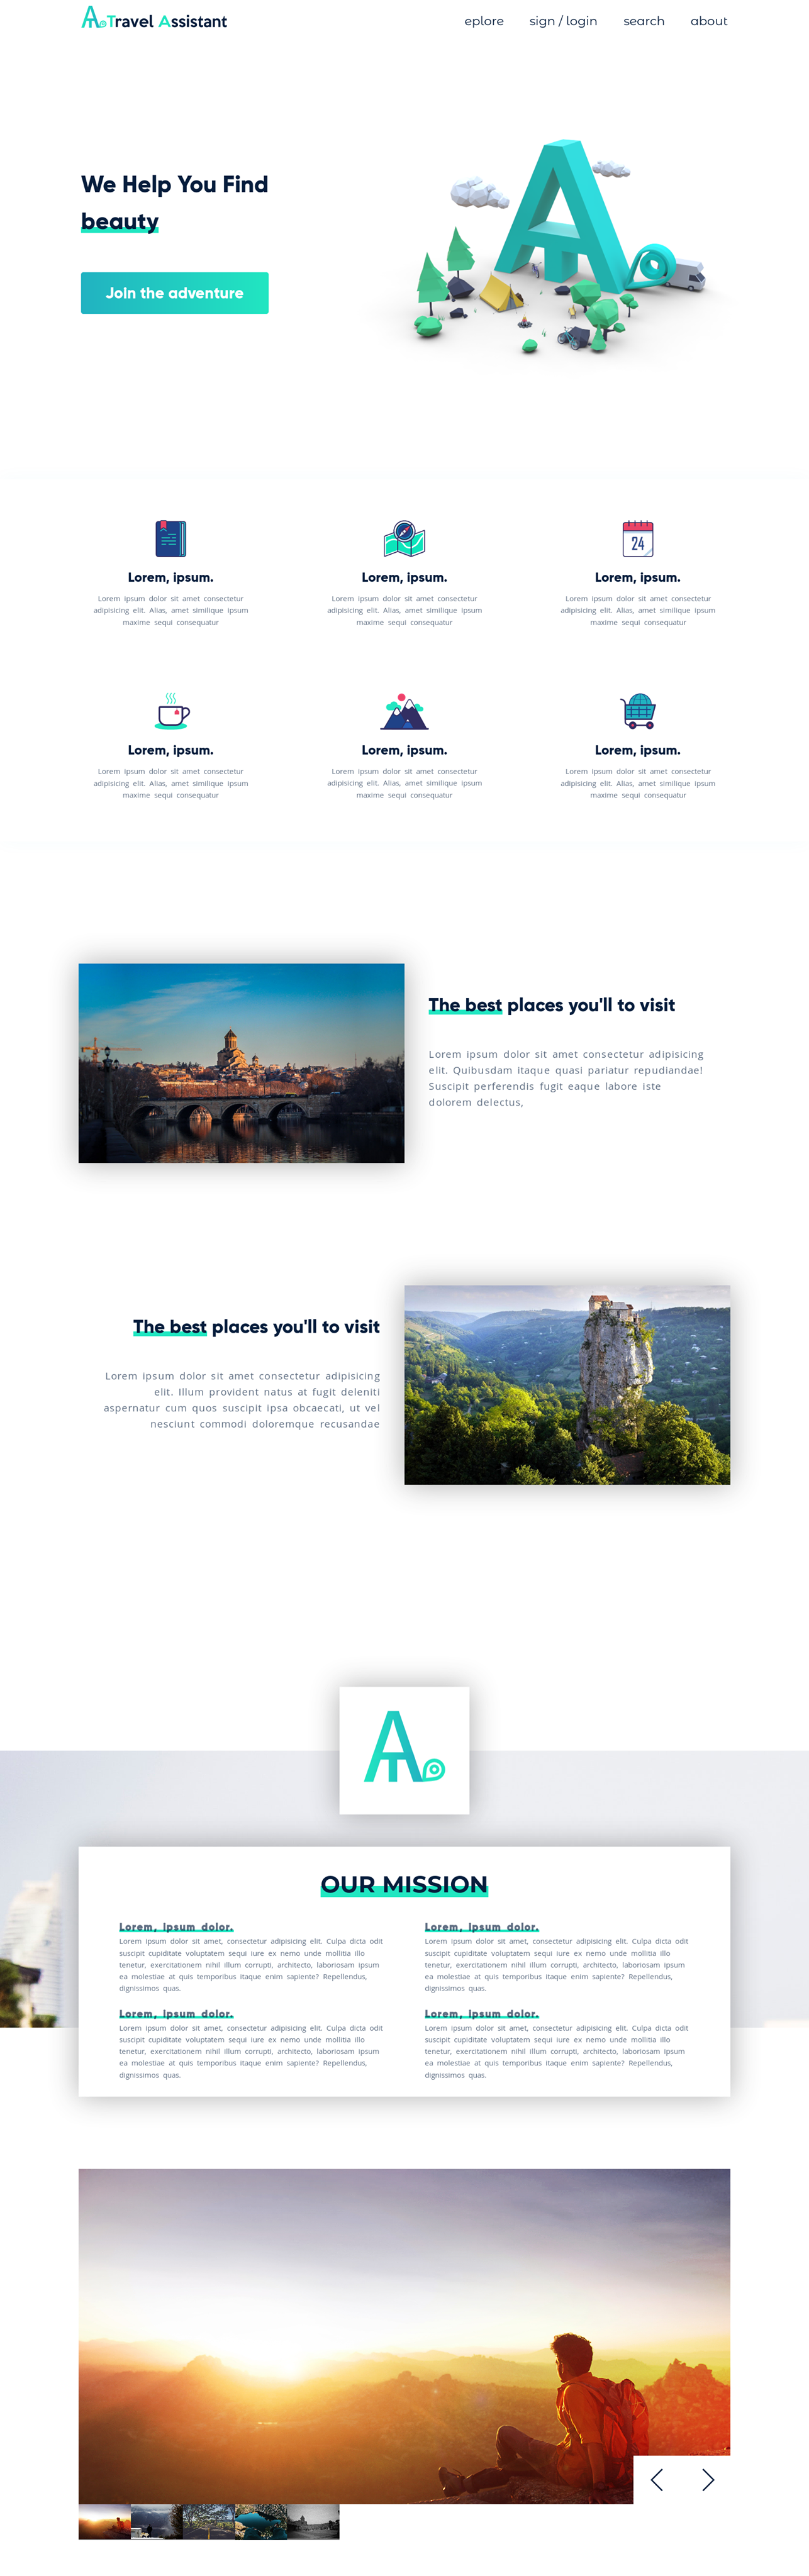 Travel Assistant
eplore sign / login search about
We Help You Find
beauty
Join the adventure
24
Lorem, ipsum.
Lorem ipsum dolor sit amet consectetur
adipisicing elit. Alias, amet similique ipsum
maxime sequi consequatur
Lorem, ipsum.
Lorem ipsum dolor sit amet consectetur
adipisicing elit. Alias, amet similique ipsum
maxime sequi consequatur
Lorem, ipsum.
Lorem ipsum dolor sit amet consectetur
adipisicing elit. Alias, amet similique ipsum
maxime sequi consequatur
Lorem, ipsum.
Lorem ipsum dolor sit amet consectetur
adipisicing elit. Alias, amet similique ipsum
maxime sequi consequatur
Lorem, ipsum.
Lorem ipsum dolor sit amet consectetur
adipisicing elit. Alias, amet similique ipsum
maxime sequi consequatur
Lorem, ipsum.
Lorem ipsum dolor sit amet consectetur
adipisicing elit. Alias, amet similique ipsum
maxime sequi consequatur
The best places you'll to visit
Lorem ipsum dolor sit amet consectetur adipisicing
elit. Quibusdam itaque quasi pariatur repudiandae!
Suscipit perferendis fugit eaque labore iste
dolorem delectus,
The best places you'll to visit
Lorem ipsum dolor sit amet consectetur adipisicing
elit. Illum provident natus at fugit deleniti
aspernatur cum quos suscipit ipsa obcaecati, ut vel
nesciunt commodi doloremque recusandae
OUR MISSION
Lorem, ipsum dolor.
Lorem ipsum dolor sit amet, consectetur adipisicing elit. Culpa dicta odit
suscipit cupiditate voluptatem sequi iure ex nemo unde mollitia illo
tenetur, exercitationem nihil illum corrupti, architecto, laboriosam ipsum
ea molestiae at quis temporibus itaque enim sapiente? Repellendus,
dignissimos quas.
Lorem, ipsum dolor.
Lorem ipsum dolor sit amet, consectetur adipisicing elit. Culpa dicta odit
suscipit cupiditate voluptatem sequi iure ex nemo unde mollitia illo
tenetur, exercitationem nihil illum corrupti, architecto, laboriosam ipsum
ea molestiae at quis temporibus itaque enim sapiente? Repellendus,
dignissimos quas.
Lorem, ipsum dolor.
Lorem ipsum dolor sit amet, consectetur adipisicing elit. Culpa dicta odit
suscipit cupiditate voluptatem sequi iure ex nemo unde mollitia illo
tenetur, exercitationem nihil illum corrupti, architecto, laboriosam ipsum
ea molestiae at quis temporibus itaque enim sapiente? Repellendus,
dignissimos quas.
Lorem, ipsum dolor.
Lorem ipsum dolor sit amet, consectetur adipisicing elit. Culpa dicta odit
suscipit cupiditate voluptatem sequi iure ex nemo unde mollitia illo
tenetur, exercitationem nihil illum corrupti, architecto, laboriosam ipsum
ea molestiae at quis temporibus itaque enim sapiente? Repellendus,
dignissimos quas.